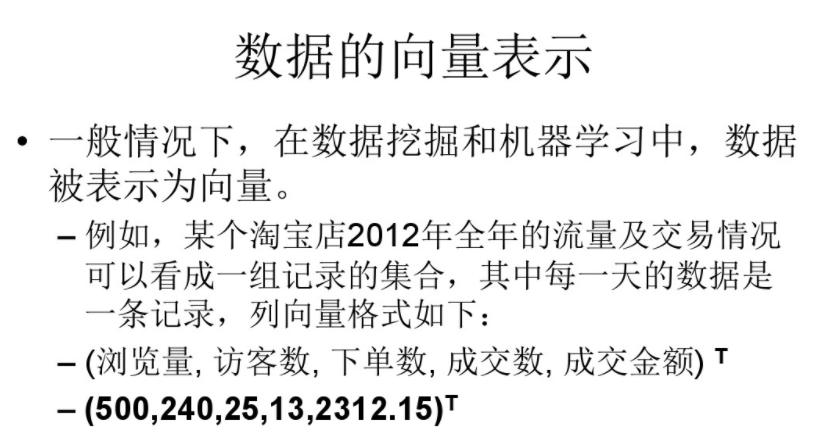 数据的向量表示
• 一般情况下，在数据挖掘和机器学习中，数据
被表示为向量。
– 例如，某个淘宝店2012年全年的流量及交易情况
可以看成一组记录的集合，其中每一天的数据是
一条记录，列向量格式如下：
– (浏览量, 访客数, 下单数, 成交数, 成交金额) ᵀ
– (500,240,25,13,2312.15)ᵀ